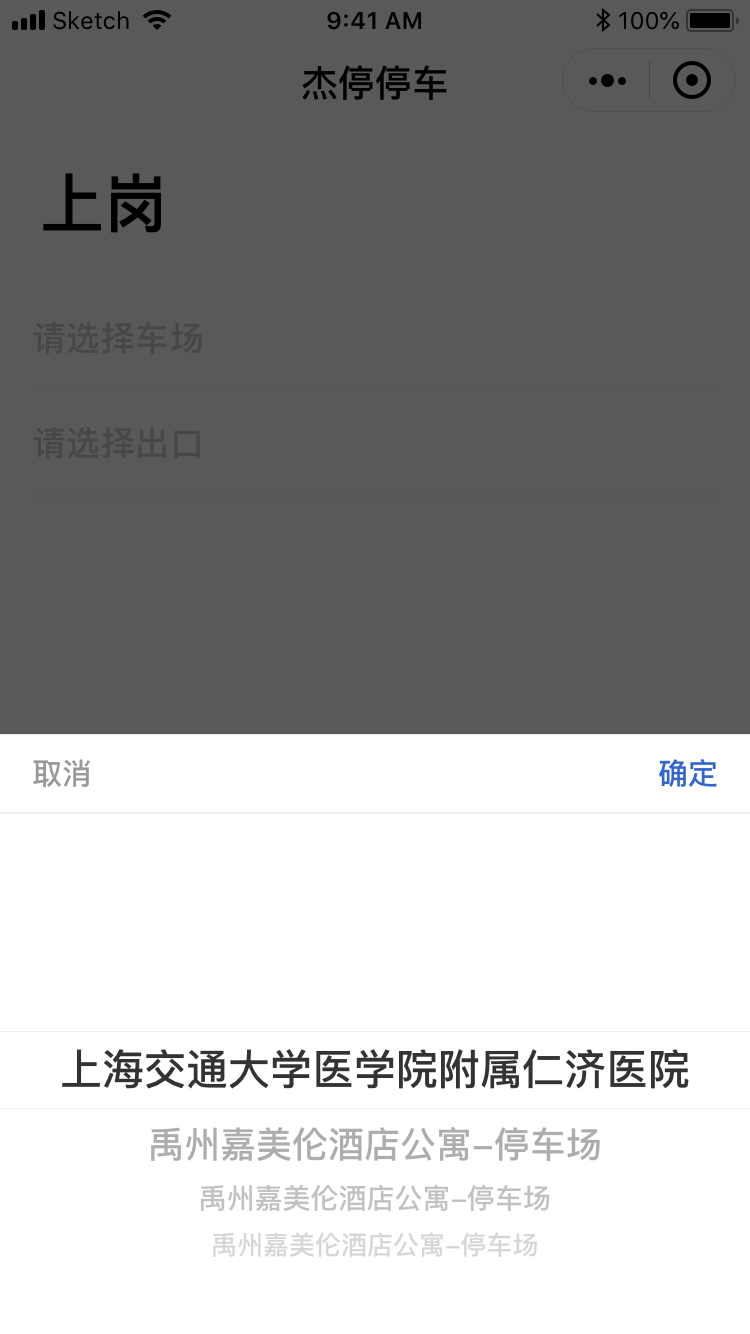 Sketch 9:41 AM 100%
杰停停车
上岗
请选择车场
请选择出口
取消 确定
上海交通大学医学院附属仁济医院
禹州嘉美伦酒店公寓–停车场
禹州嘉美伦酒店公寓–停车场
禹州嘉美伦酒店公寓–停车场